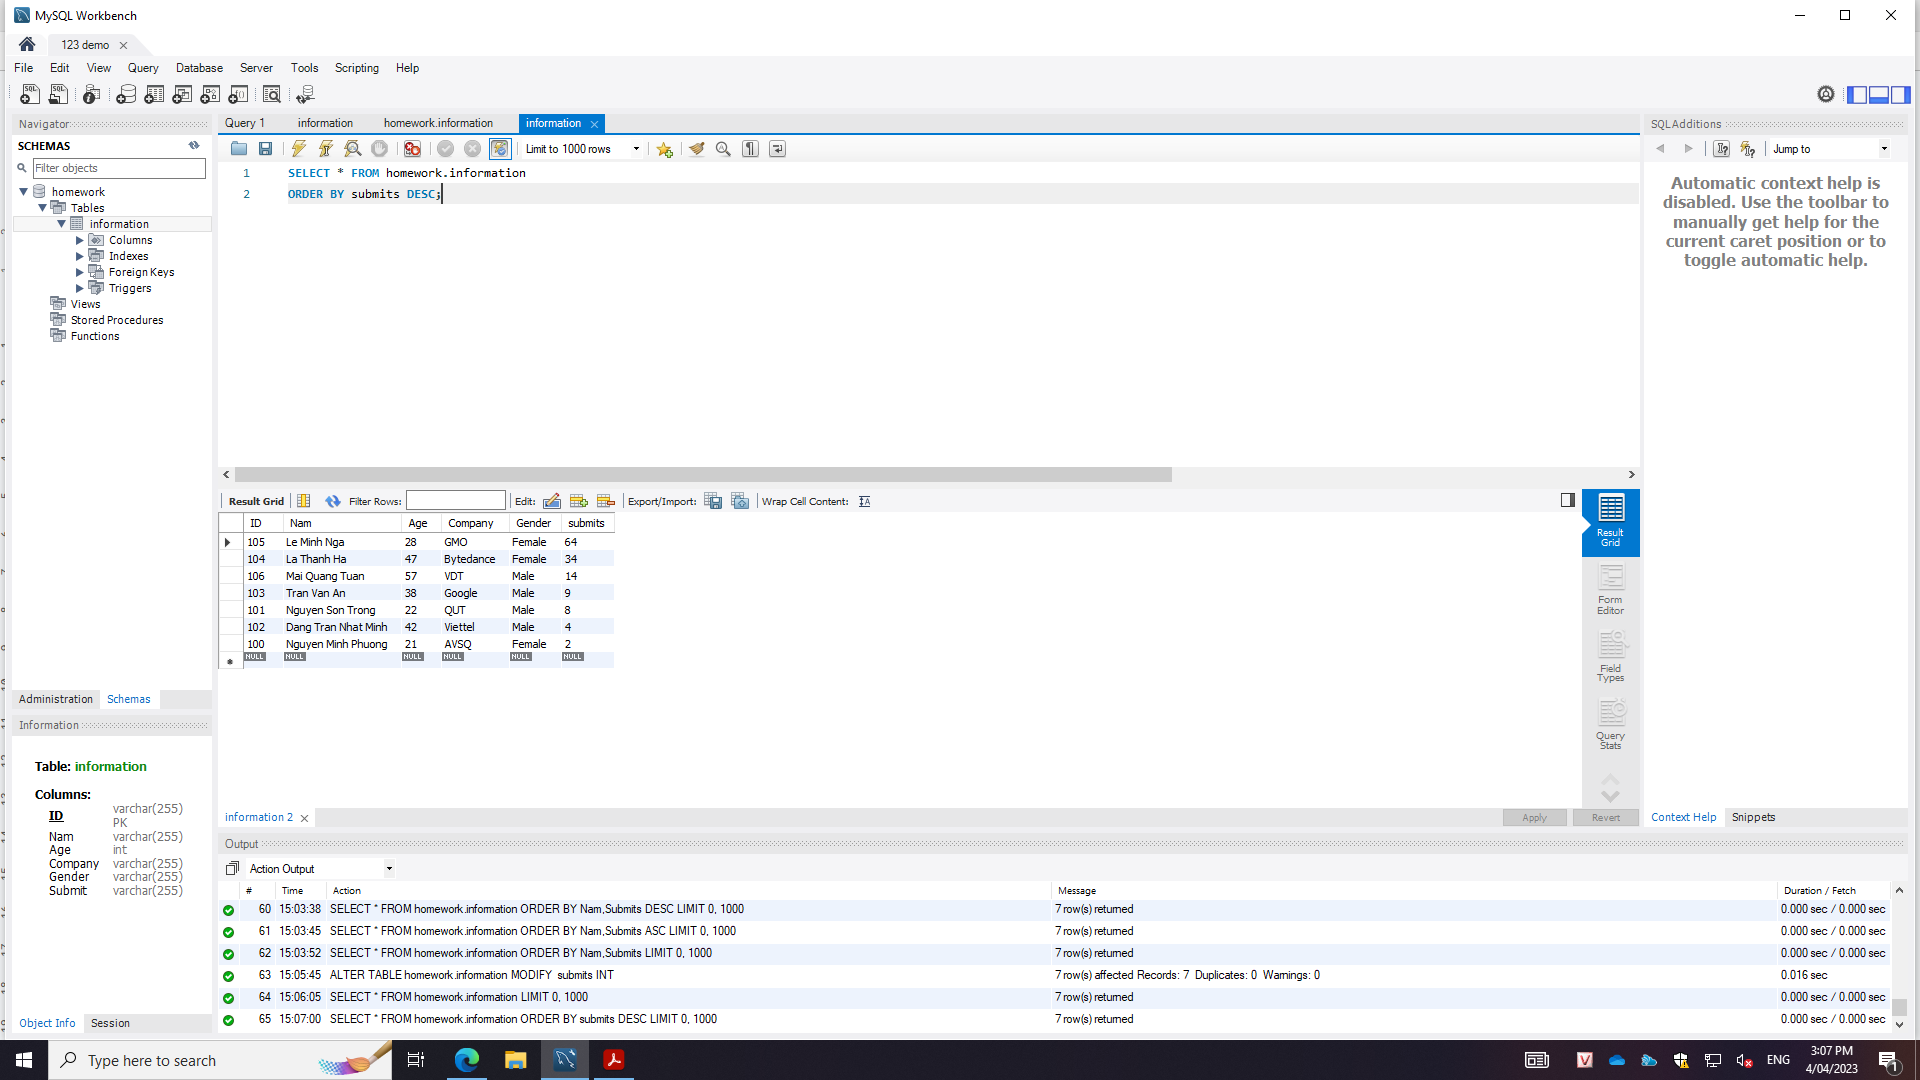 MySQL Workbench
123 demo
File Edit View Query Database Server Tools Scripting Help
Navigator
SCHEMAS
Filter objects
homework
Tables
information
Columns
Indexes
Foreign Keys
Triggers
Views
Stored Procedures
Functions
Administration Schemas
Information
Table: information
Columns:
ID varchar(255) PK
Nam varchar(255)
Age int
Company varchar(255)
Gender varchar(255)
Submit varchar(255)
Object Info Session
Query 1 information homework.information information
Limit to 1000 rows
1 SELECT * FROM homework.information
2 ORDER BY submits DESC;
Result Grid Filter Rows: Edit: Export/Import: Wrap Cell Content:
ID Nam Age Company Gender submits
105 Le Minh Nga 28 GMO Female 64
104 La Thanh Ha 47 Bytedance Female 34
106 Mai Quang Tuan 57 VDT Male 14
103 Tran Van An 38 Google Male 9
101 Nguyen Son Trong 22 QUT Male 8
102 Dang Tran Nhat Minh 42 Viettel Male 4
100 Nguyen Minh Phuong 21 AVSQ Female 2
NULL NULL NULL NULL NULL NULL
Result Grid
Form Editor
Field Types
Query Stats
information 2
Apply Revert
SQLAdditions
Jump to
Automatic context help is
disabled. Use the toolbar to
manually get help for the
current caret position or to
toggle automatic help.
Context Help Snippets
Output
Action Output
# Time Action Message Duration / Fetch
60 15:03:38 SELECT * FROM homework.information ORDER BY Nam,Submits DESC LIMIT 0, 1000 7 row(s) returned 0.000 sec / 0.000 sec
61 15:03:45 SELECT * FROM homework.information ORDER BY Nam,Submits ASC LIMIT 0, 1000 7 row(s) returned 0.000 sec / 0.000 sec
62 15:03:52 SELECT * FROM homework.information ORDER BY Nam,Submits LIMIT 0, 1000 7 row(s) returned 0.000 sec / 0.000 sec
63 15:05:45 ALTER TABLE homework.information MODIFY submits INT 7 row(s) affected Records: 7 Duplicates: 0 Warnings: 0 0.016 sec
64 15:06:05 SELECT * FROM homework.information LIMIT 0, 1000 7 row(s) returned 0.000 sec / 0.000 sec
65 15:07:00 SELECT * FROM homework.information ORDER BY submits DESC LIMIT 0, 1000 7 row(s) returned 0.000 sec / 0.000 sec
Type here to search
ENG
3:07 PM
4/04/2023
1